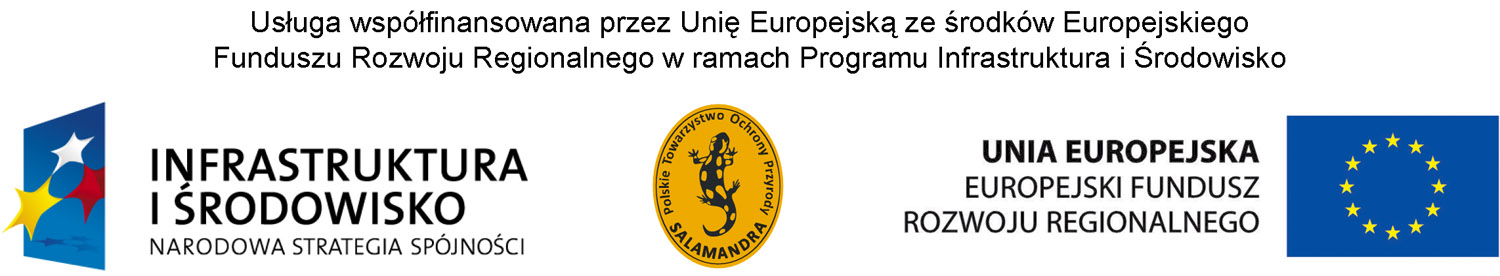 Usługa współfinansowana przez Unię Europejską ze środków Europejskiego
Funduszu Rozwoju Regionalnego w ramach Programu Infrastruktura i Środowisko
INFRASTRUKTURA
I ŚRODOWISKO
NARODOWA STRATEGIA SPÓJNOŚCI
Polskie Towarzystwo Ochrony Przyrody
SALAMANDRA
UNIA EUROPEJSKA
EUROPEJSKI FUNDUSZ
ROZWOJU REGIONALNEGO